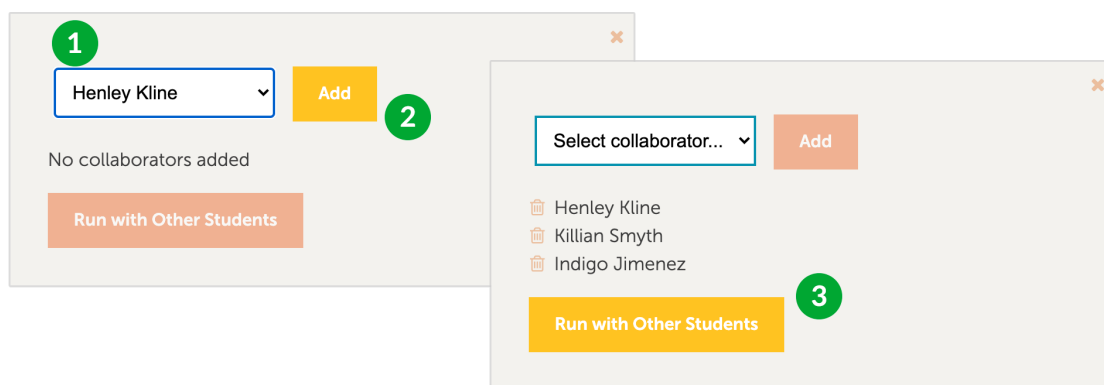 1
Henley Kline
Add
2
No collaborators added
Run with Other Students
Select collaborator...
Add
Henley Kline
Killian Smyth
Indigo Jimenez
3
Run with Other Students